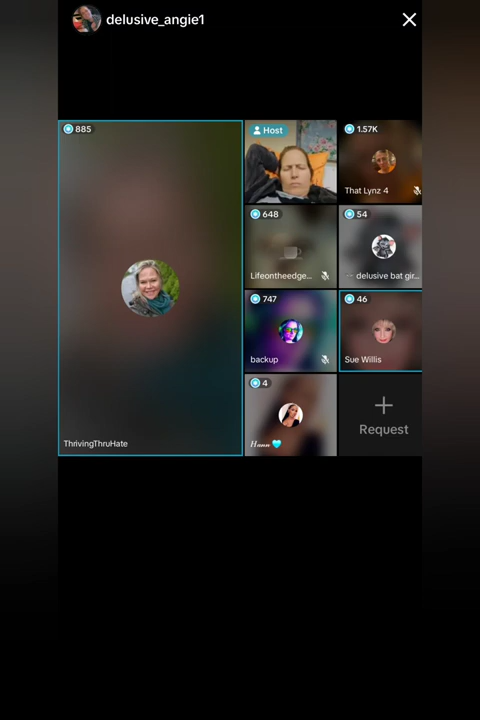 delusive_angie1
885
Host
1.57K
That Lynz 4
648
54
Lifeontheedge...
delusive bat gir...
747
46
backup
Sue Willis
4
Hann
ThrivingThruHate
Request